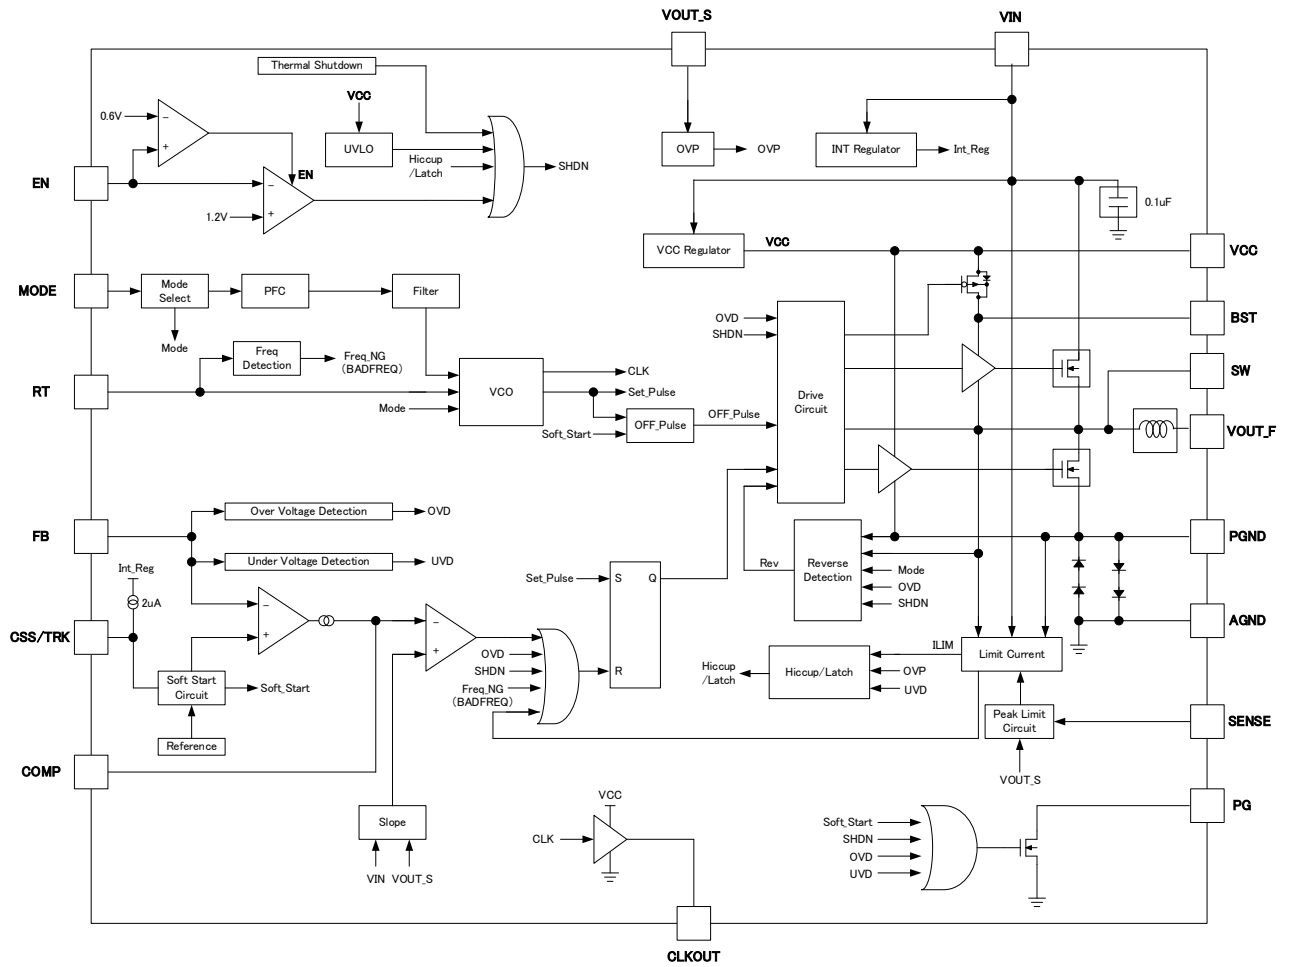 VOUT_S
VIN
Thermal Shutdown
VCC
0.6V
−
+
UVLO
Hiccup
/Latch
SHDN
OVP
OVP
INT Regulator
Int_Reg
EN
EN
−
+
1.2V
0.1uF
VCC Regulator
VCC
VCC
MODE
Mode
Select
PFC
Filter
Mode
OVD
SHDN
BST
Freq
Detection
Freq_NG
(BADFREQ)
RT
VCO
CLK
Set_Pulse
Mode
Soft_Start
OFF_Pulse
OFF_Pulse
Drive
Circuit
SW
VOUT_F
FB
Over Voltage Detection
OVD
Under Voltage Detection
UVD
Int_Reg
2uA
Set_Pulse
S
Q
R
Rev
Reverse
Detection
Mode
OVD
SHDN
PGND
AGND
CSS/TRK
−
+
−
+
OVD
SHDN
Freq_NG
(BADFREQ)
Soft Start
Circuit
Soft_Start
Reference
Hiccup
/Latch
Hiccup/Latch
ILIM
OVP
UVD
Limit Current
Peak Limit
Circuit
SENSE
VOUT_S
COMP
Slope
VIN
VOUT_S
VCC
CLK
Soft_Start
SHDN
OVD
UVD
PG
CLKOUT